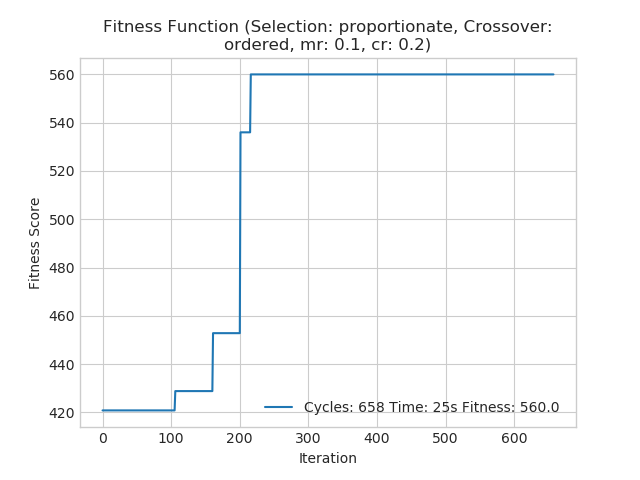 Fitness Function (Selection: proportionate, Crossover:
ordered, mr: 0.1, cr: 0.2)
560
540
520
500
480
460
440
420
Fitness Score
Cycles: 658 Time: 25s Fitness: 560.0
0 100 200 300 400 500 600
Iteration